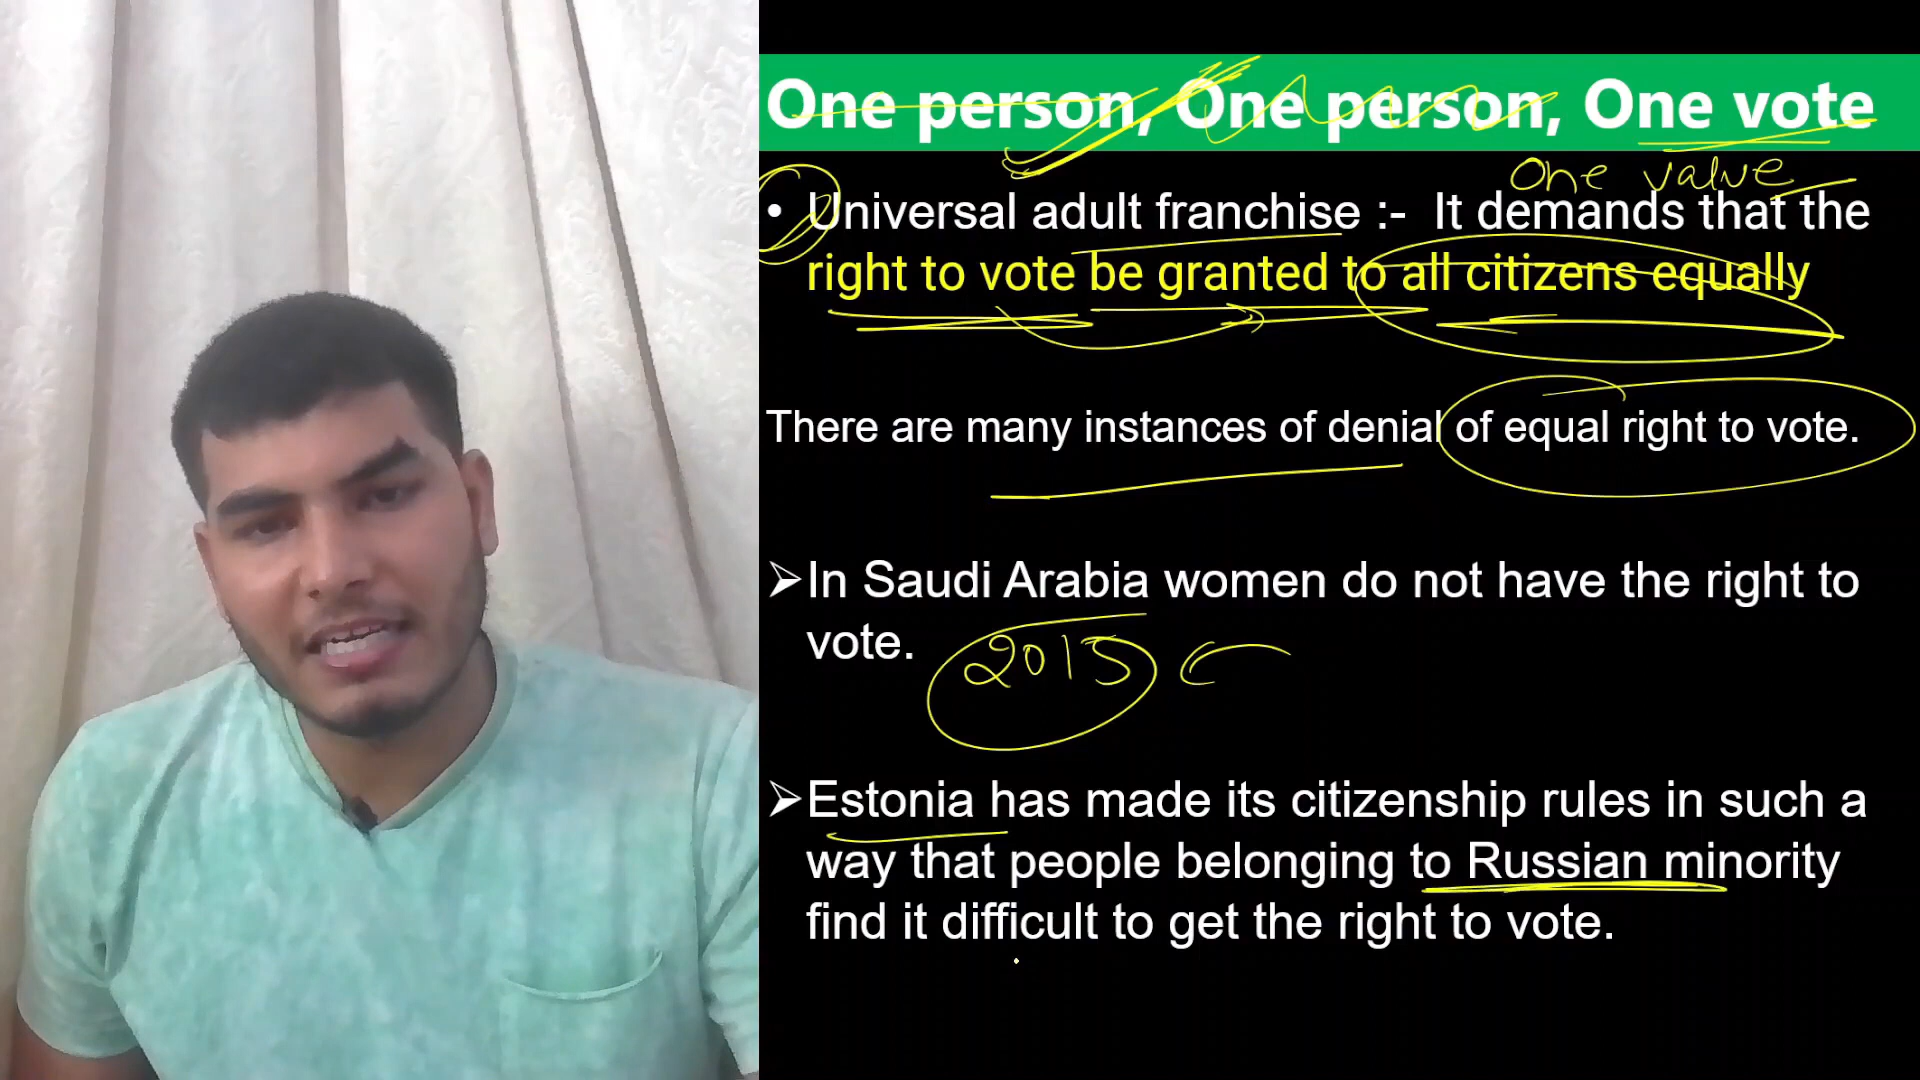 One person, One person, One vote
One value
• Universal adult franchise :- It demands that the
right to vote be granted to all citizens equally
There are many instances of denial of equal right to vote.
➢In Saudi Arabia women do not have the right to
vote.
2015
➢Estonia has made its citizenship rules in such a
way that people belonging to Russian minority
find it difficult to get the right to vote.